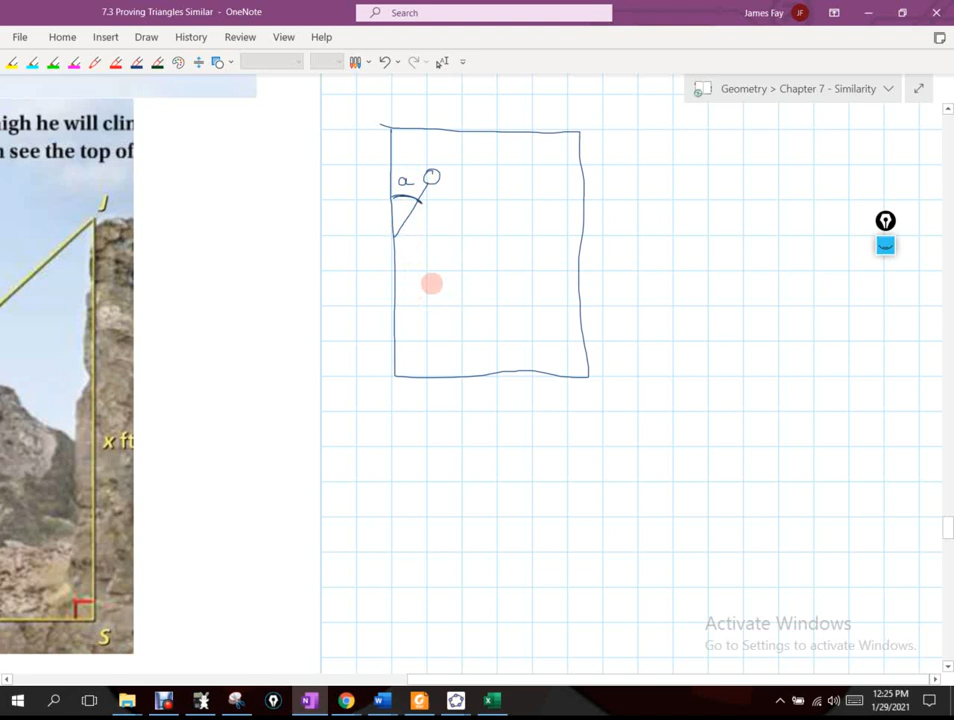 7.3 Proving Triangles Similar - OneNote
Search
James Fay
JF
File Home Insert Draw History Review View Help
Geometry > Chapter 7 - Similarity
igh he will clin
n see the top of
J
a
x ft
S
Activate Windows
Go to Settings to activate Windows.
12:25 PM
1/29/2021